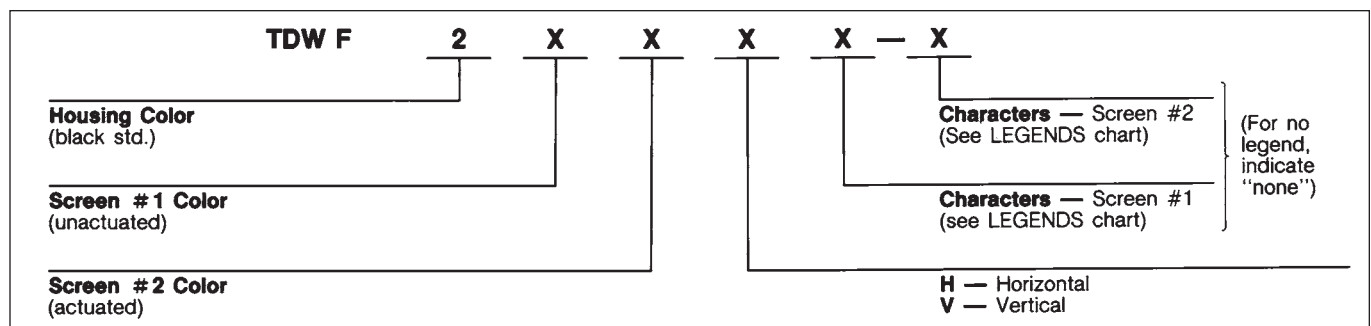 TDW F 2 X X X X — X
Housing Color
(black std.)
Screen #1 Color
(unactuated)
Screen #2 Color
(actuated)
Characters — Screen #2
(See LEGENDS chart)
Characters — Screen #1
(see LEGENDS chart)
(For no
legend,
indicate
"none")
H — Horizontal
V — Vertical